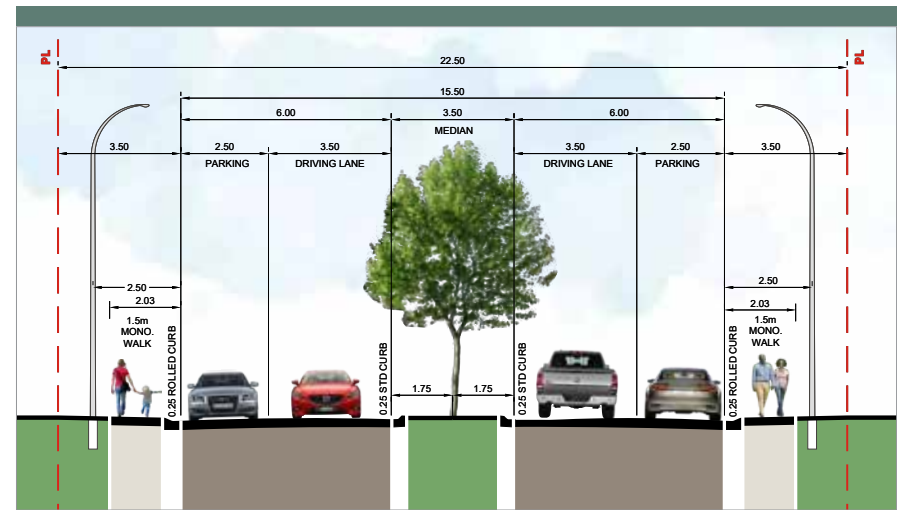 PL
PL
22.50
15.50
6.00
3.50
6.00
MEDIAN
3.50
2.50
3.50
3.50
2.50
3.50
PARKING
DRIVING LANE
DRIVING LANE
PARKING
2.50
2.50
2.03
2.03
1.5m
MONO.
WALK
1.5m
MONO.
WALK
0.25 ROLLED CURB
0.25 STD CURB
1.75
1.75
0.25 STD CURB
0.25 ROLLED CURB